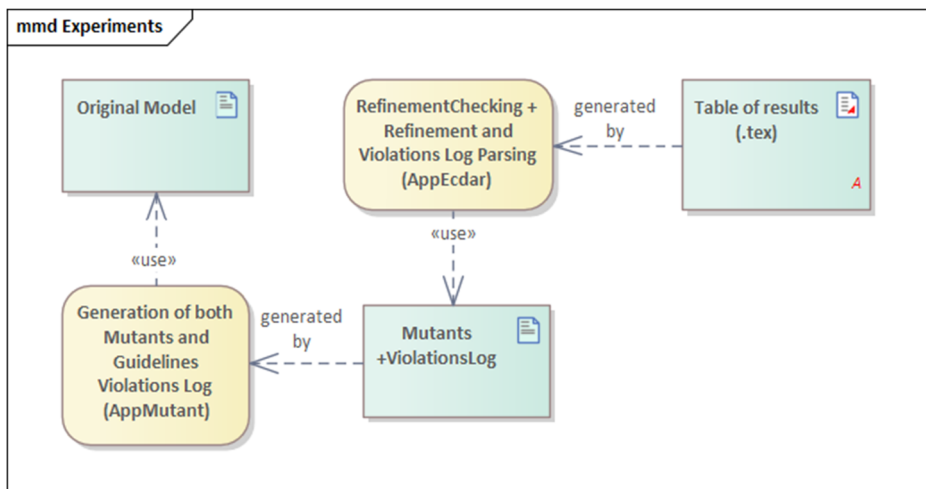 mmd Experiments
Original Model
RefinementChecking +
Refinement and
Violations Log Parsing
(AppEcdar)
generated
by
Table of results
(.tex)
A
«use»
«use»
Generation of both
Mutants and
Guidelines
Violations Log
(AppMutant)
generated
by
Mutants
+ViolationsLog